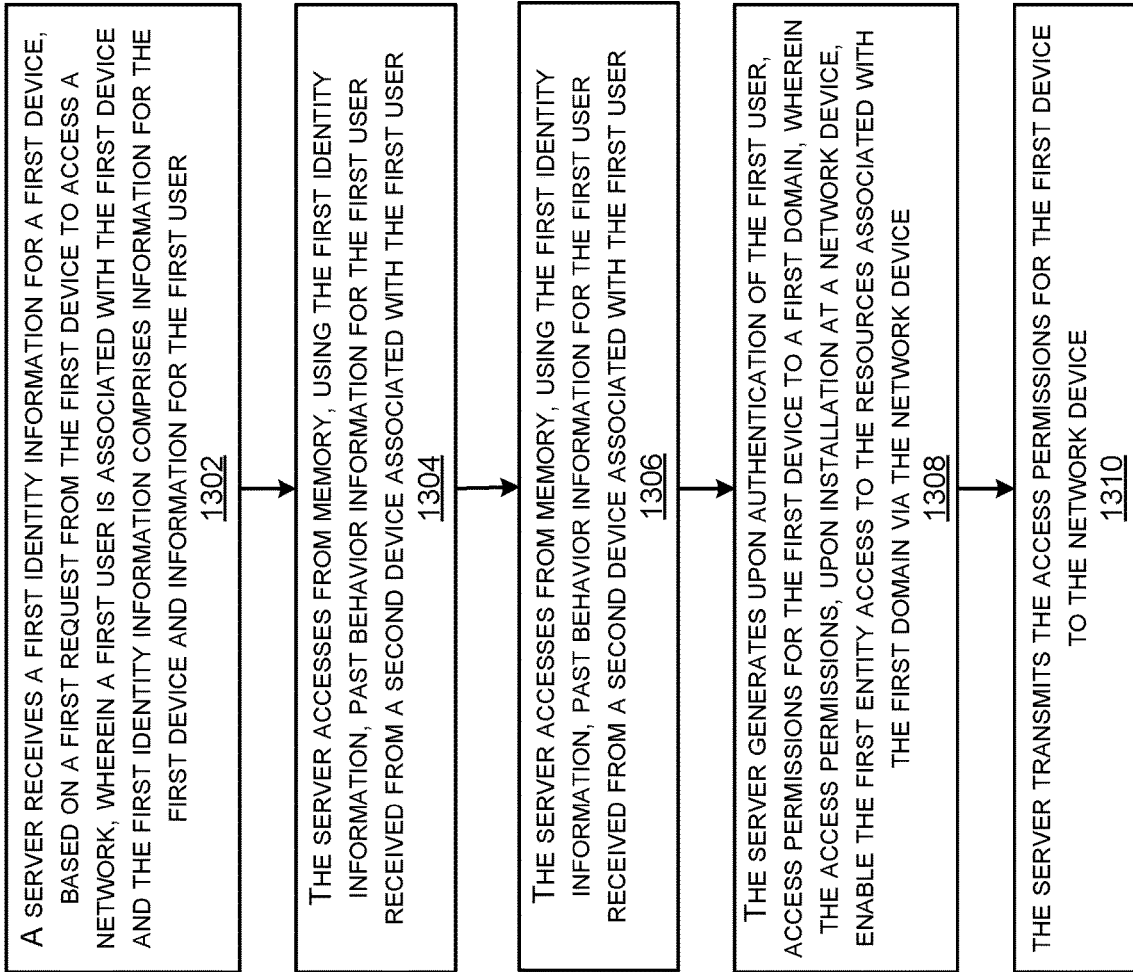 A SERVER RECEIVES A FIRST IDENTITY INFORMATION FOR A FIRST DEVICE,
BASED ON A FIRST REQUEST FROM THE FIRST DEVICE TO ACCESS A
NETWORK, WHEREIN A FIRST USER IS ASSOCIATED WITH THE FIRST DEVICE
AND THE FIRST IDENTITY INFORMATION COMPRISES INFORMATION FOR THE
FIRST DEVICE AND INFORMATION FOR THE FIRST USER
1302
THE SERVER ACCESSES FROM MEMORY, USING THE FIRST IDENTITY
INFORMATION, PAST BEHAVIOR INFORMATION FOR THE FIRST USER
RECEIVED FROM A SECOND DEVICE ASSOCIATED WITH THE FIRST USER
1304
THE SERVER ACCESSES FROM MEMORY, USING THE FIRST IDENTITY
INFORMATION, PAST BEHAVIOR INFORMATION FOR THE FIRST USER
RECEIVED FROM A SECOND DEVICE ASSOCIATED WITH THE FIRST USER
1306
THE SERVER GENERATES UPON AUTHENTICATION OF THE FIRST USER,
ACCESS PERMISSIONS FOR THE FIRST DEVICE TO A FIRST DOMAIN, WHEREIN
THE ACCESS PERMISSIONS, UPON INSTALLATION AT A NETWORK DEVICE,
ENABLE THE FIRST ENTITY ACCESS TO THE RESOURCES ASSOCIATED WITH
THE FIRST DOMAIN VIA THE NETWORK DEVICE
1308
THE SERVER TRANSMITS THE ACCESS PERMISSIONS FOR THE FIRST DEVICE
TO THE NETWORK DEVICE
1310